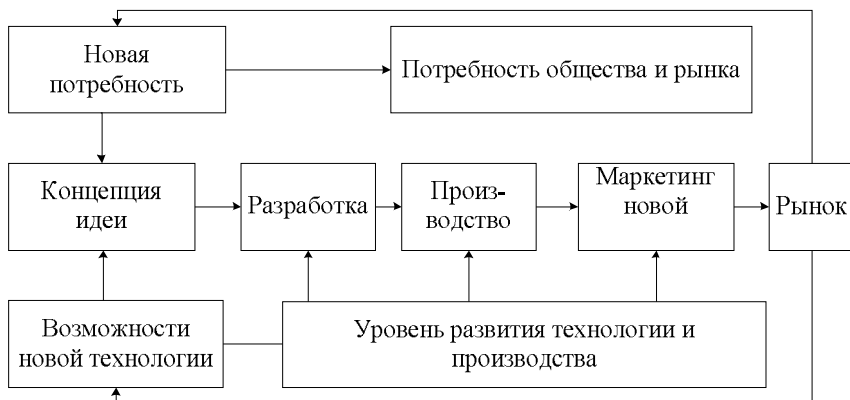 Новая
потребность
Потребность общества и рынка
Концепция
идеи
Разработка
Произ-
водство
Маркетинг
новой
Рынок
Возможности
новой технологии
Уровень развития технологии и
производства